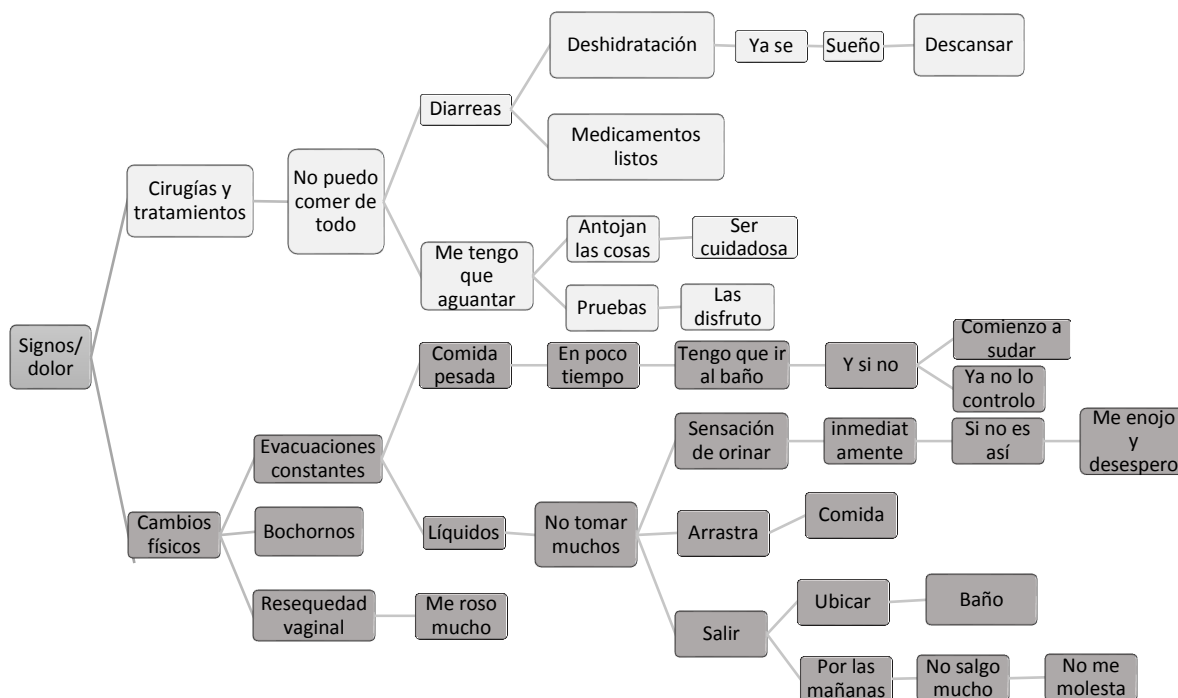 Signos/
dolor
Cirugías y
tratamientos
No puedo
comer de
todo
Diarreas
Deshidratación
Ya se
Sueño
Descansar
Medicamentos
listos
Me tengo
que
aguantar
Antojan
las cosas
Ser
cuidadosa
Pruebas
Las
disfruto
Cambios
físicos
Evacuaciones
constantes
Comida
pesada
En poco
tiempo
Tengo que ir
al baño
Y si no
Comienzo a
sudar
Ya no lo
controlo
Líquidos
No tomar
muchos
Sensación
de orinar
inmediat
amente
Si no es
así
Me enojo
y
desespero
Arrastra
Comida
Salir
Ubicar
Baño
Por las
mañanas
No salgo
mucho
No me
molesta
Bochornos
Resequedad
vaginal
Me roso
mucho